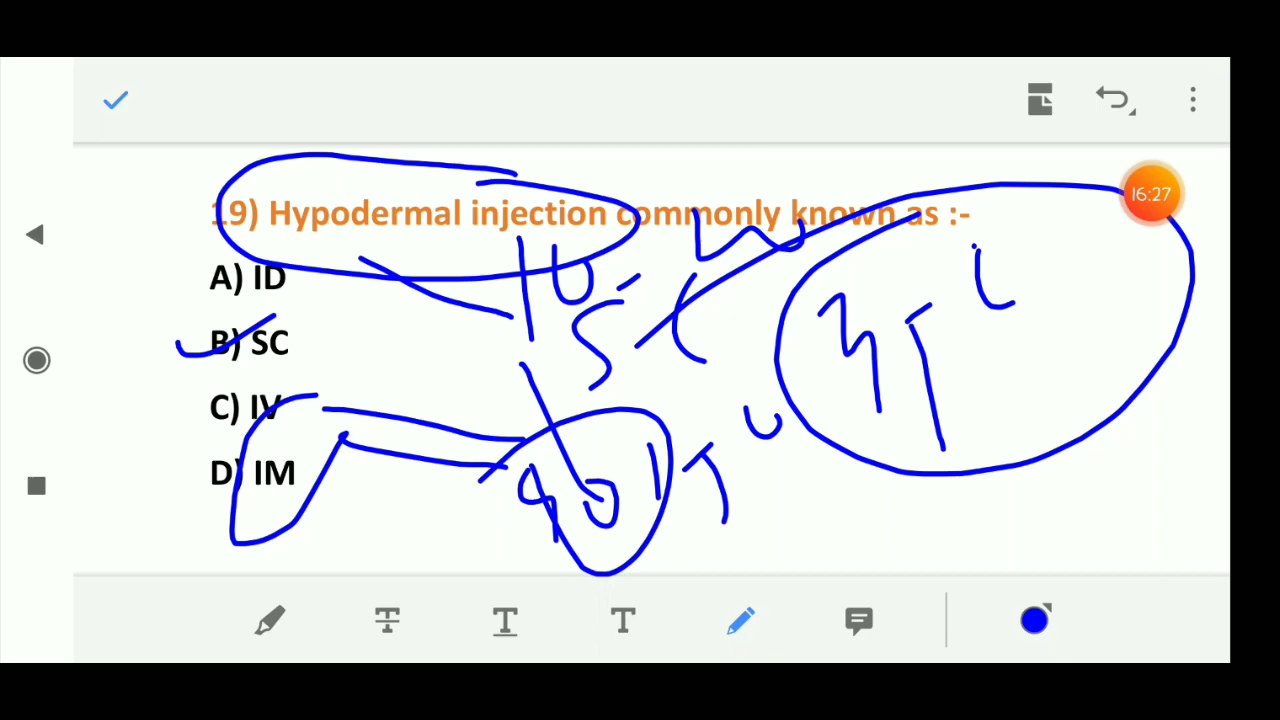 16:27
19) Hypodermal injection commonly known as :-
A) ID
B) SC
C) IV
D) IM